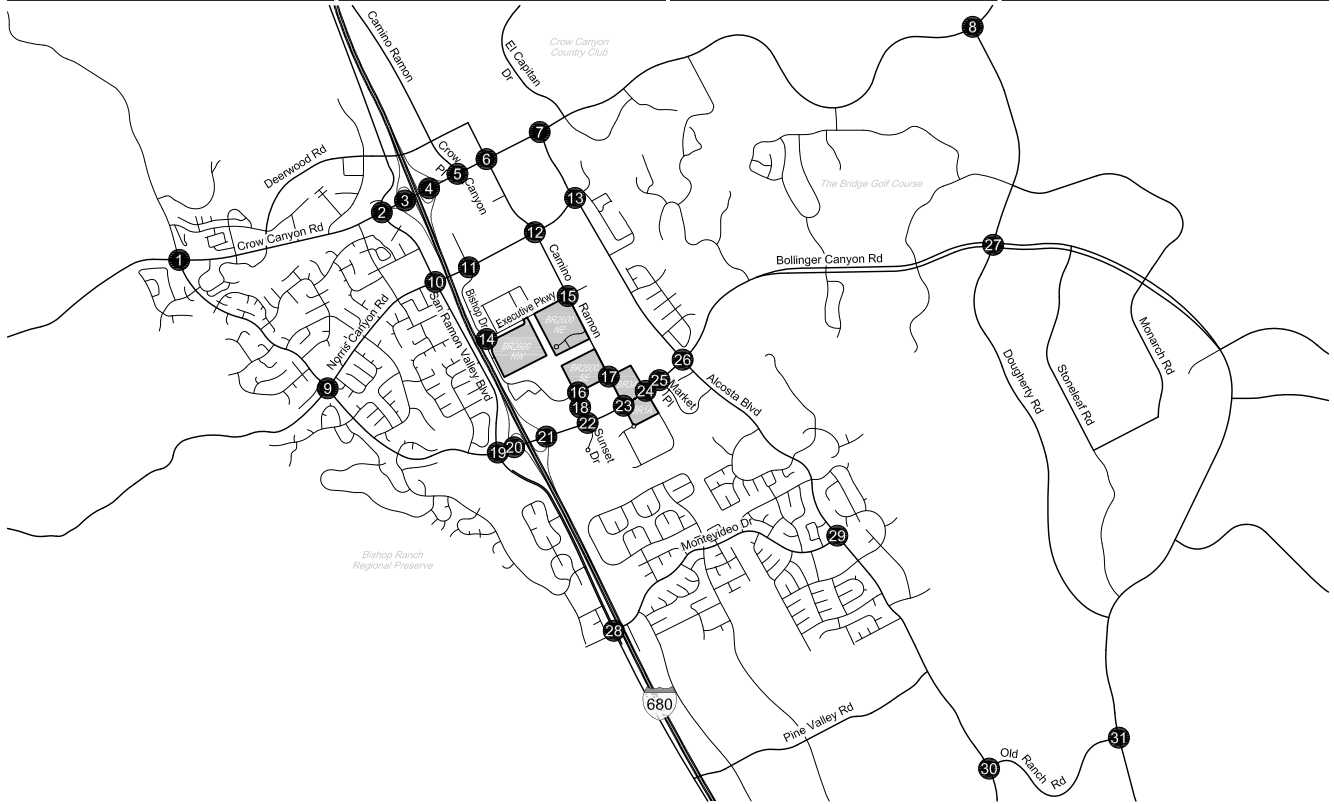 Camino Ramon
El Capitan
Dr
Crow Canyon
Country Club
8
7
Deerwood Rd
Crow Canyon
Pl
6
5
4
3
2
13
The Bridge Golf Course
Crow Canyon Rd
12
1
27
Bollinger Canyon Rd
11
10
Camino Ramon
Bishop Dr
Executive Pkwy
15
San Ramon Valley Blvd
Norris Canyon Rd
BR2600
NE
14
BR2600
NW
26
BR2600
SE
17
25
24
16
Market
Pl
Alcosta Blvd
9
18
23
22
Dougherty Rd
Stoneleaf Rd
Monarch Rd
21
20
19
Sunset
Dr
Montevideo Dr
29
Bishop Ranch
Regional Preserve
28
680
Pine Valley Rd
31
Old Ranch
Rd
30